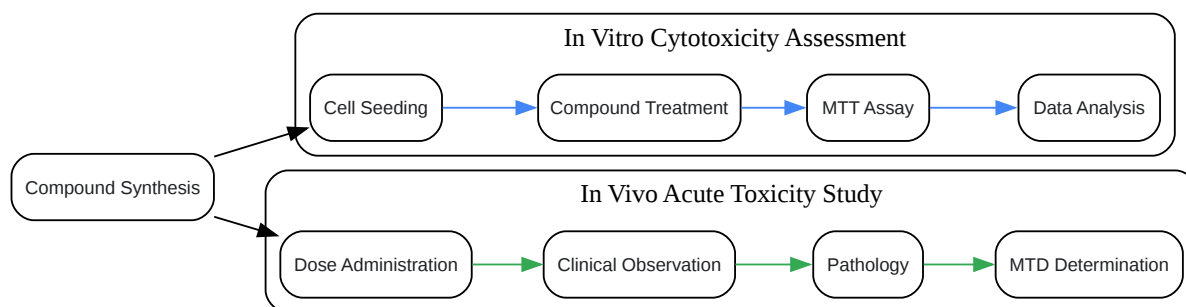 In Vitro Cytotoxicity Assessment
Cell Seeding
Compound Treatment
MTT Assay
Data Analysis
Compound Synthesis
In Vivo Acute Toxicity Study
Dose Administration
Clinical Observation
Pathology
MTD Determination